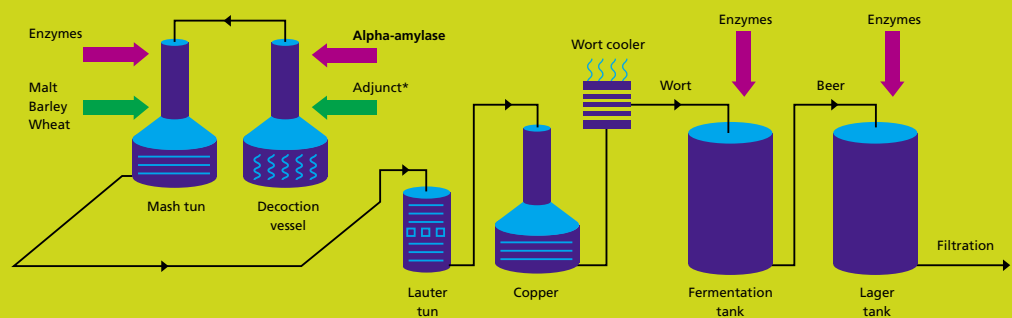 Enzymes
Alpha-amylase
Malt
Barley
Wheat
Adjunct*
Mash tun
Decoction
vessel
Lauter
tun
Copper
Wort cooler
Wort
Enzymes
Fermentation
tank
Beer
Enzymes
Lager
tank
Filtration